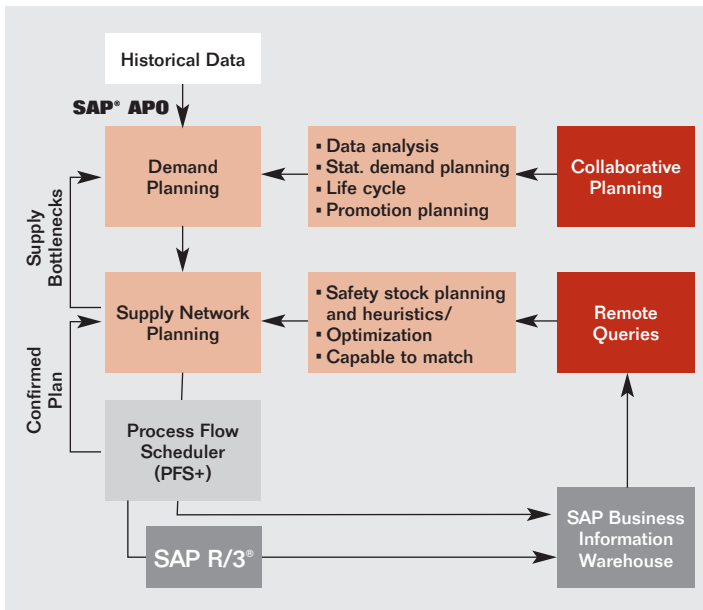 Historical Data
SAP® APO
Demand
Planning
▪ Data analysis
▪ Stat. demand planning
▪ Life cycle
▪ Promotion planning
Collaborative
Planning
Supply
Bottlenecks
Supply Network
Planning
▪ Safety stock planning
and heuristics/
▪ Optimization
▪ Capable to match
Remote
Queries
Confirmed
Plan
Process Flow
Scheduler
(PFS+)
SAP R/3®
SAP Business
Information
Warehouse